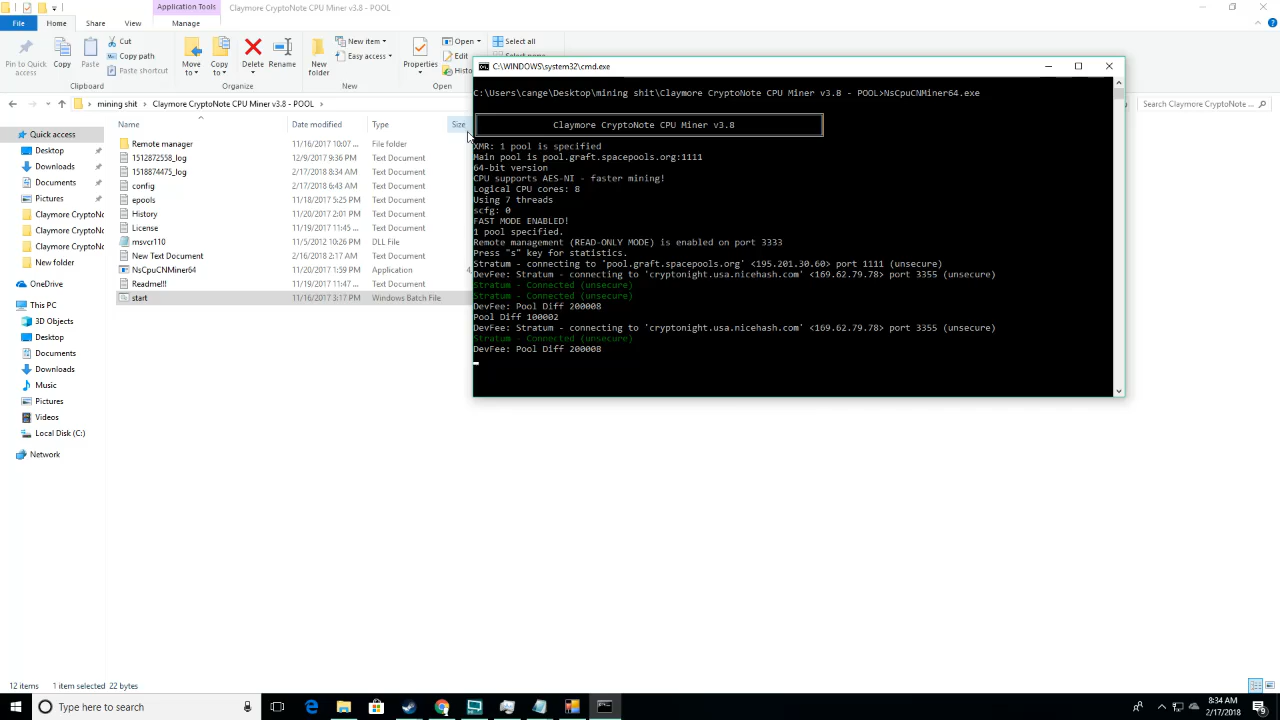 Application Tools
Claymore CryptoNote CPU Miner v3.8 - POOL
File
Home
Share
View
Manage
Pin to Quick access
Copy
Paste
Cut
Copy path
Paste shortcut
Clipboard
Move to
Copy to
Delete
Rename
Organize
New folder
New item
Easy access
New
Properties
Open
Edit
Histo
Open
Select all
mining shit
Claymore CryptoNote CPU Miner v3.8 - POOL
Search Claymore CryptoNote ...
Quick access
Desktop
Downloads
Documents
Pictures
Claymore CryptoNo
Claymore CryptoNo
Claymore CryptoNo
New folder
OneDrive
This PC
3D Objects
Desktop
Documents
Downloads
Music
Pictures
Videos
Local Disk (C:)
Network
Name Date modified Type Size
Remote manager 11/16/2017 10:07 ... File folder
1512872558_log 12/9/2017 9:36 PM Text Document
1518874475_log 2/17/2018 8:34 AM Text Document
config 2/17/2018 6:43 AM Text Document
epools 11/18/2017 5:25 PM Text Document
History 11/20/2017 2:01 PM Text Document
License 11/19/2017 11:45 ... Text Document
msvcr110 11/5/2012 10:26 PM DLL File
New Text Document 2/16/2018 2:17 AM Text Document
NsCpuCNMiner64 11/20/2017 1:59 PM Application 4,
Readme!!! 11/19/2017 11:47 ... Text Document
start 11/16/2017 3:17 PM Windows Batch File
C:\WINDOWS\system32\cmd.exe
C:\Users\cange\Desktop\mining shit\Claymore CryptoNote CPU Miner v3.8 - POOL>NsCpuCNMiner64.exe
Claymore CryptoNote CPU Miner v3.8
XMR: 1 pool is specified
Main pool is pool.graft.spacepools.org:1111
64-bit version
CPU supports AES-NI - faster mining!
Logical CPU cores: 8
Using 7 threads
scfg: 0
FAST MODE ENABLED!
1 pool specified.
Remote management (READ-ONLY MODE) is enabled on port 3333
Press "s" key for statistics.
Stratum - connecting to 'pool.graft.spacepools.org' <195.201.30.60> port 1111 (unsecure)
DevFee: Stratum - connecting to 'cryptonight.usa.nicehash.com' <169.62.79.78> port 3355 (unsecure)
Stratum - Connected (unsecure)
Stratum - Connected (unsecure)
DevFee: Pool Diff 200008
Pool Diff 100002
DevFee: Stratum - connecting to 'cryptonight.usa.nicehash.com' <169.62.79.78> port 3355 (unsecure)
Stratum - Connected (unsecure)
DevFee: Pool Diff 200008
12 items
1 item selected 22 bytes
Type here to search
8:34 AM
2/17/2018
9